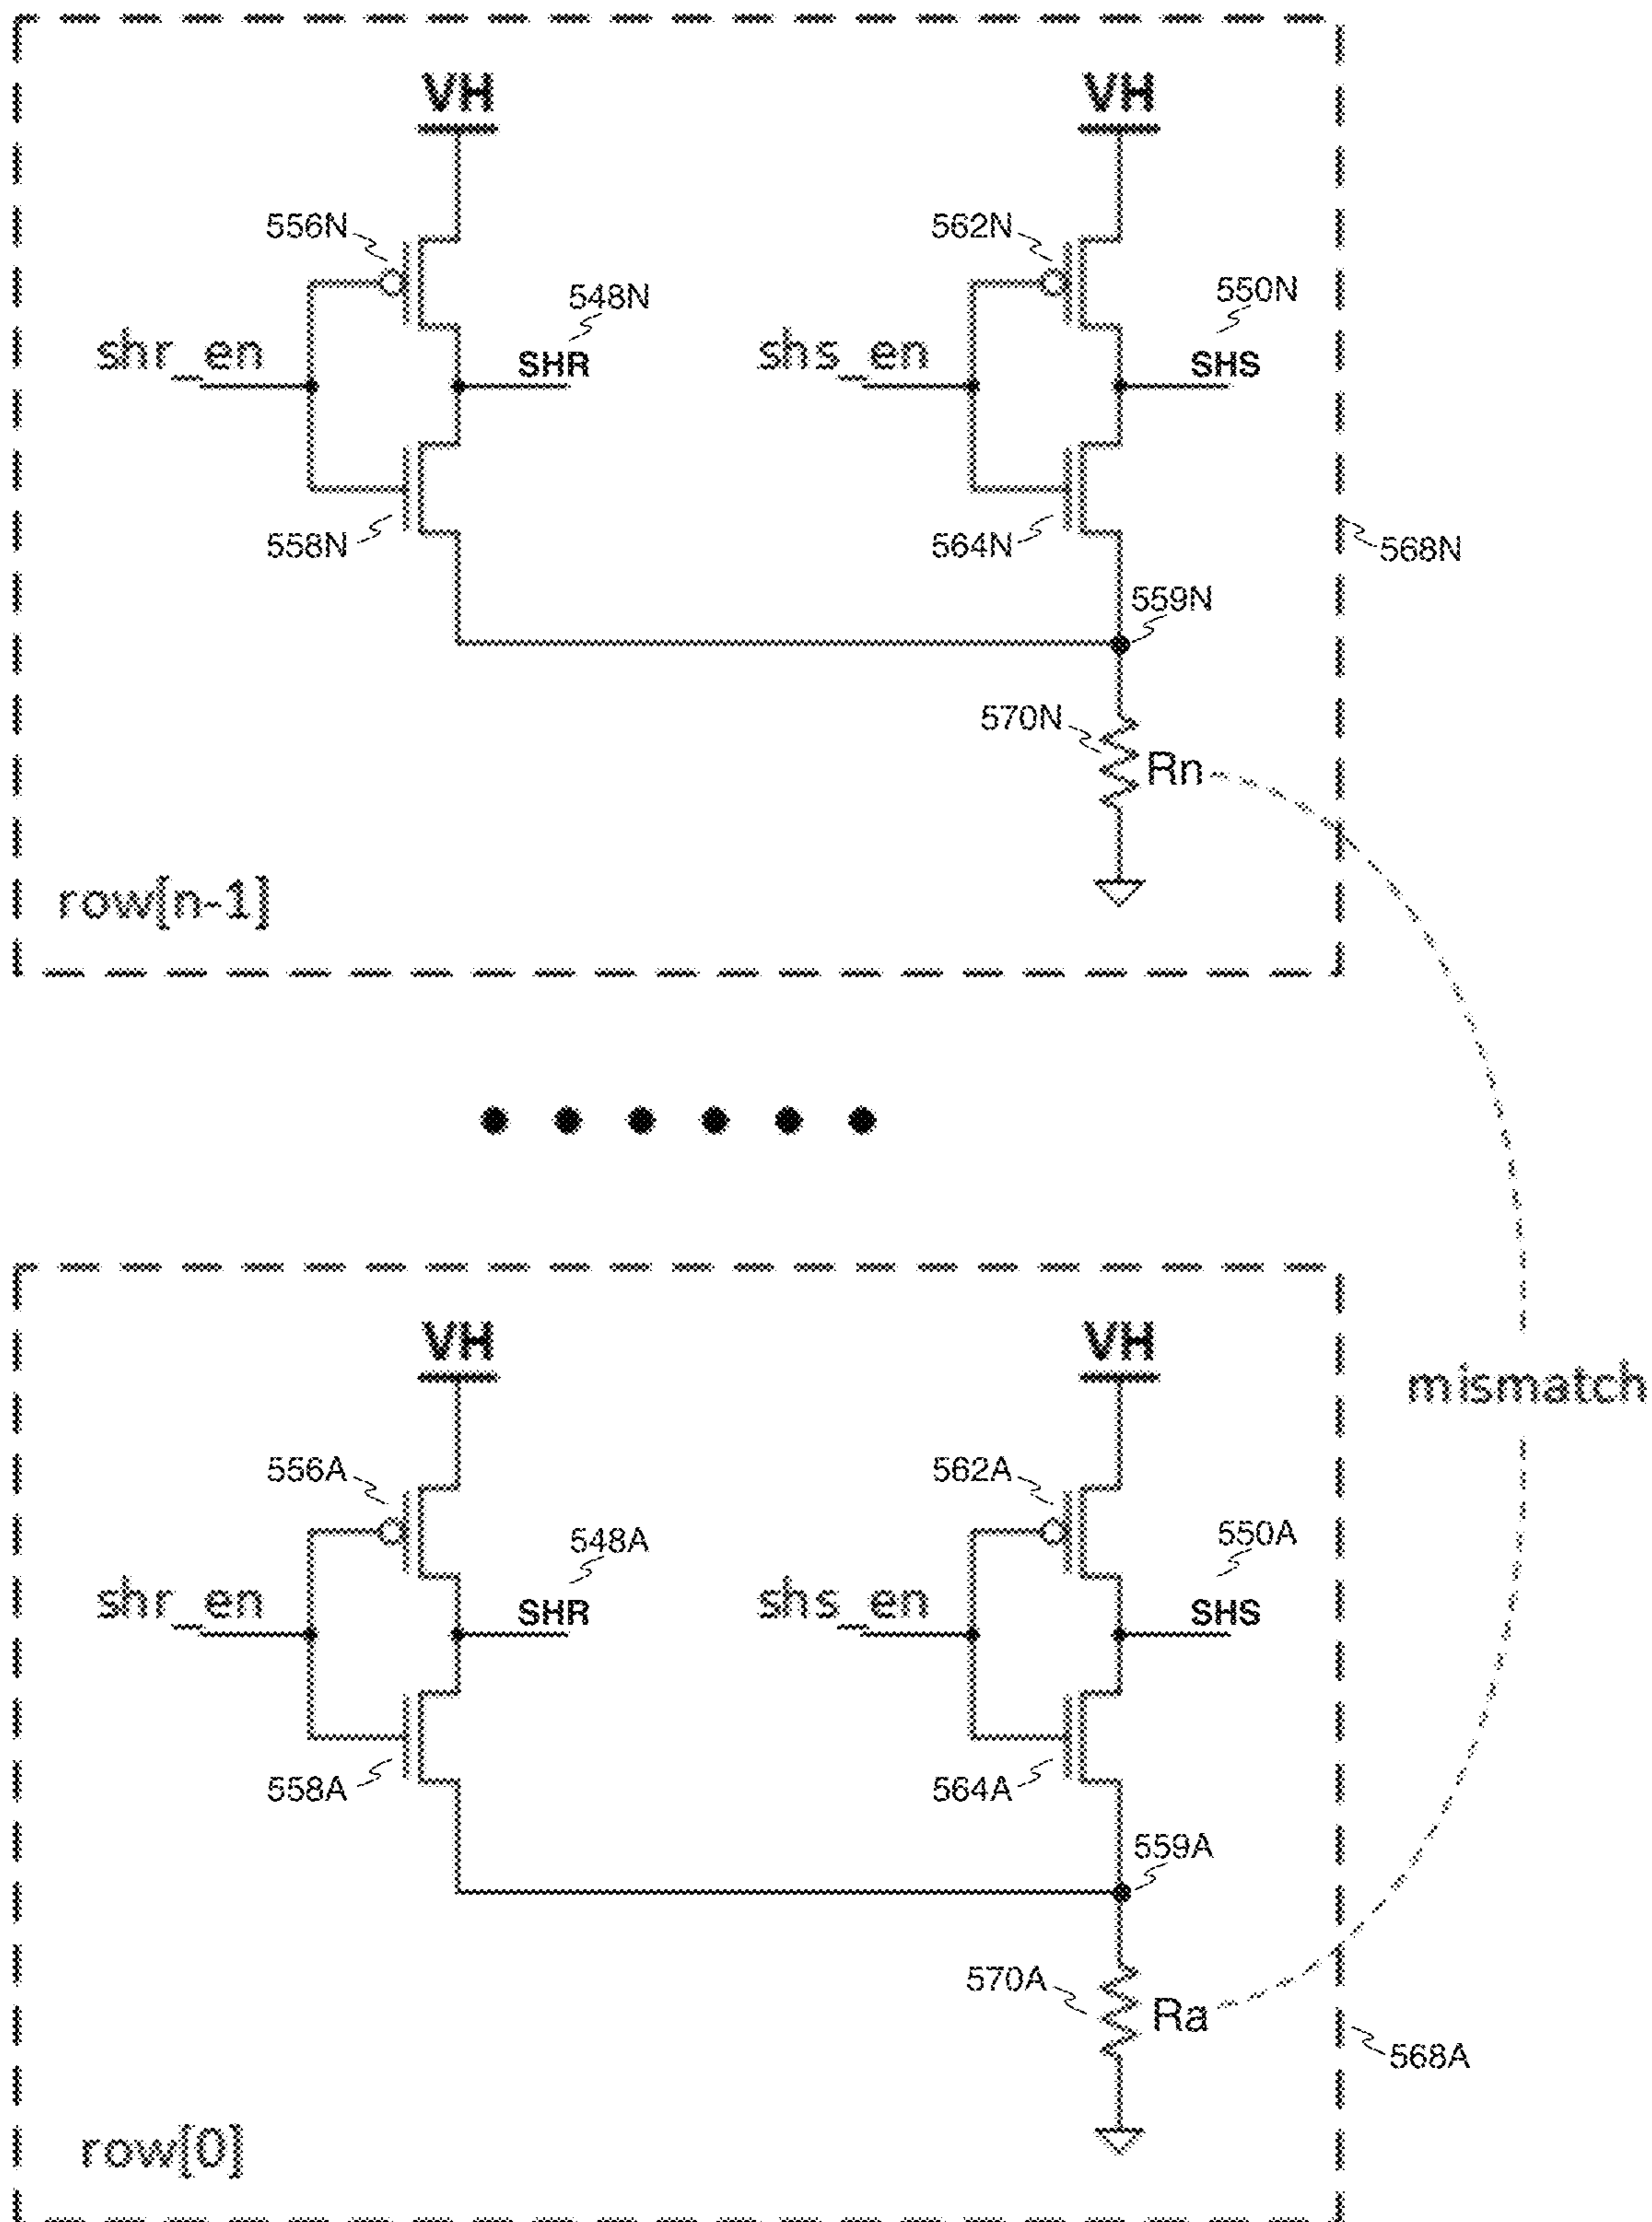 VH VH
556N 562N
548N 550N
shr_en SHR shs_en SHS
558N 564N 568N
559N
570N
Rn
row[n-1]
mismatch
VH VH
556A 562A
548A 550A
shr_en SHR shs_en SHS
558A 564A
559A
570A
Ra
568A
row[0]